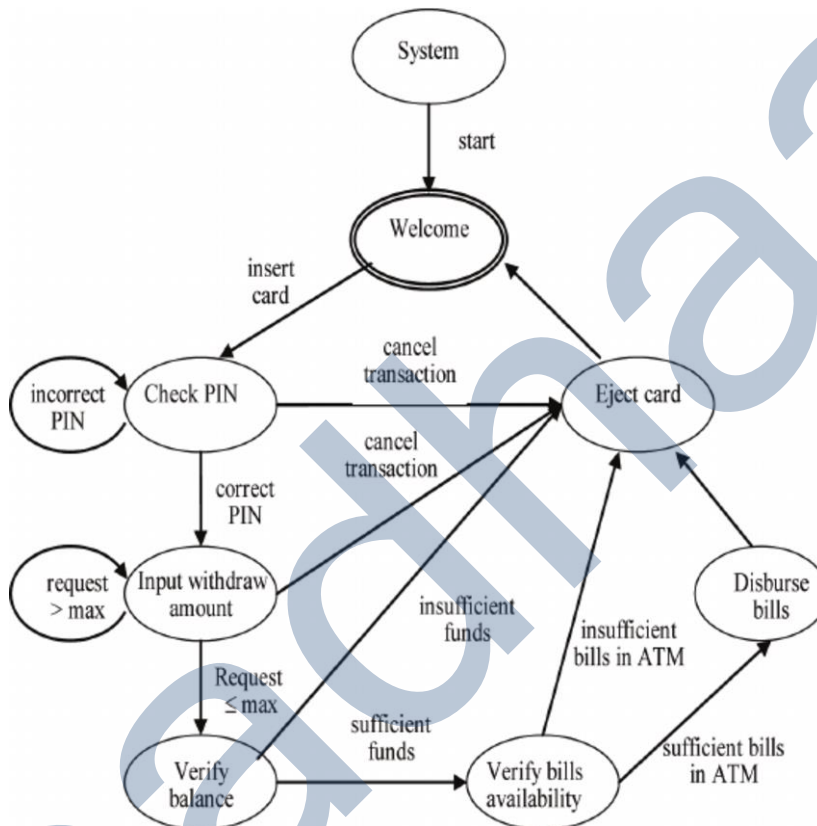 System
start
Welcome
insert
card
cancel
transaction
incorrect
PIN
Check PIN
Eject card
cancel
transaction
correct
PIN
request
> max
Input withdraw
amount
insufficient
funds
Disburse
bills
insufficient
bills in ATM
Request
≤ max
sufficient
funds
sufficient bills
in ATM
Verify
balance
Verify bills
availability